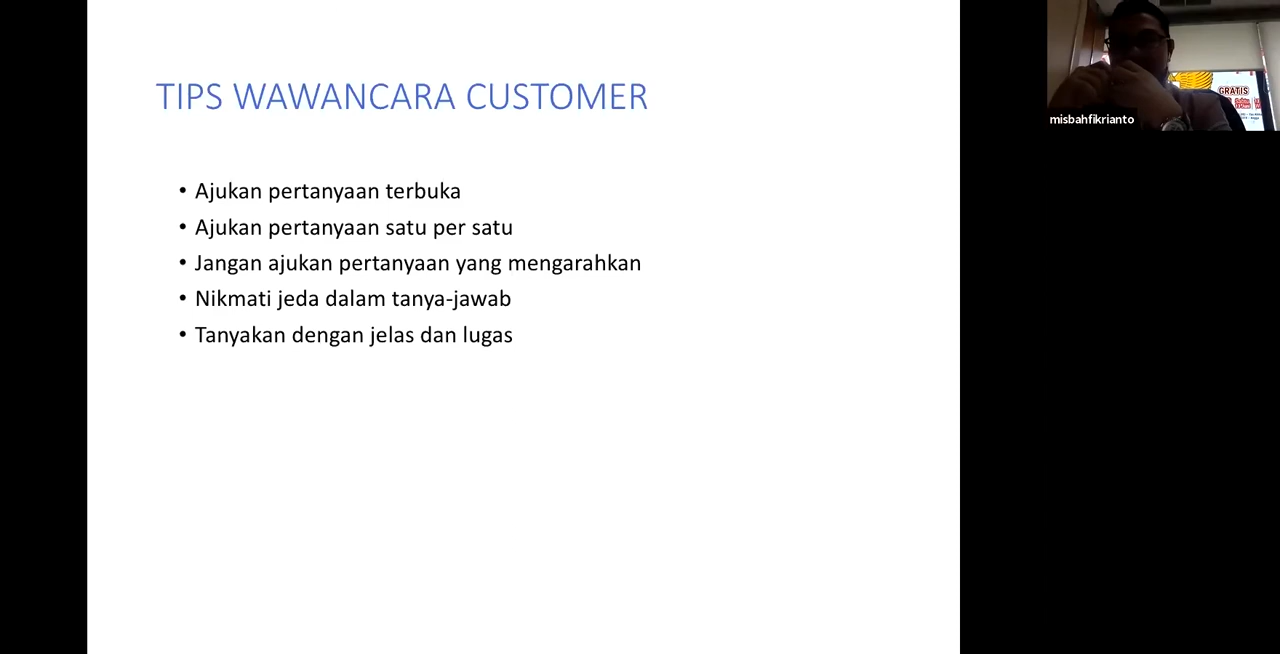 TIPS WAWANCARA CUSTOMER
• Ajukan pertanyaan terbuka
• Ajukan pertanyaan satu per satu
• Jangan ajukan pertanyaan yang mengarahkan
• Nikmati jeda dalam tanya-jawab
• Tanyakan dengan jelas dan lugas
GRATIS
misbahfikrianto